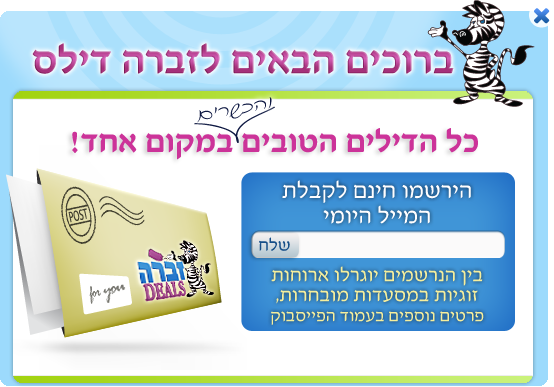 ברוכים הבאים לזברה דילס
והכשרים
כל הדילים הטובים במקום אחד!
הירשמו חינם לקבלת
המייל היומי
שלח
בין הנרשמים יוגרלו ארוחות
זוגיות במסעדות מובחרות,
פרטים נוספים בעמוד הפייסבוק
POST
זברה
DEALS
for you